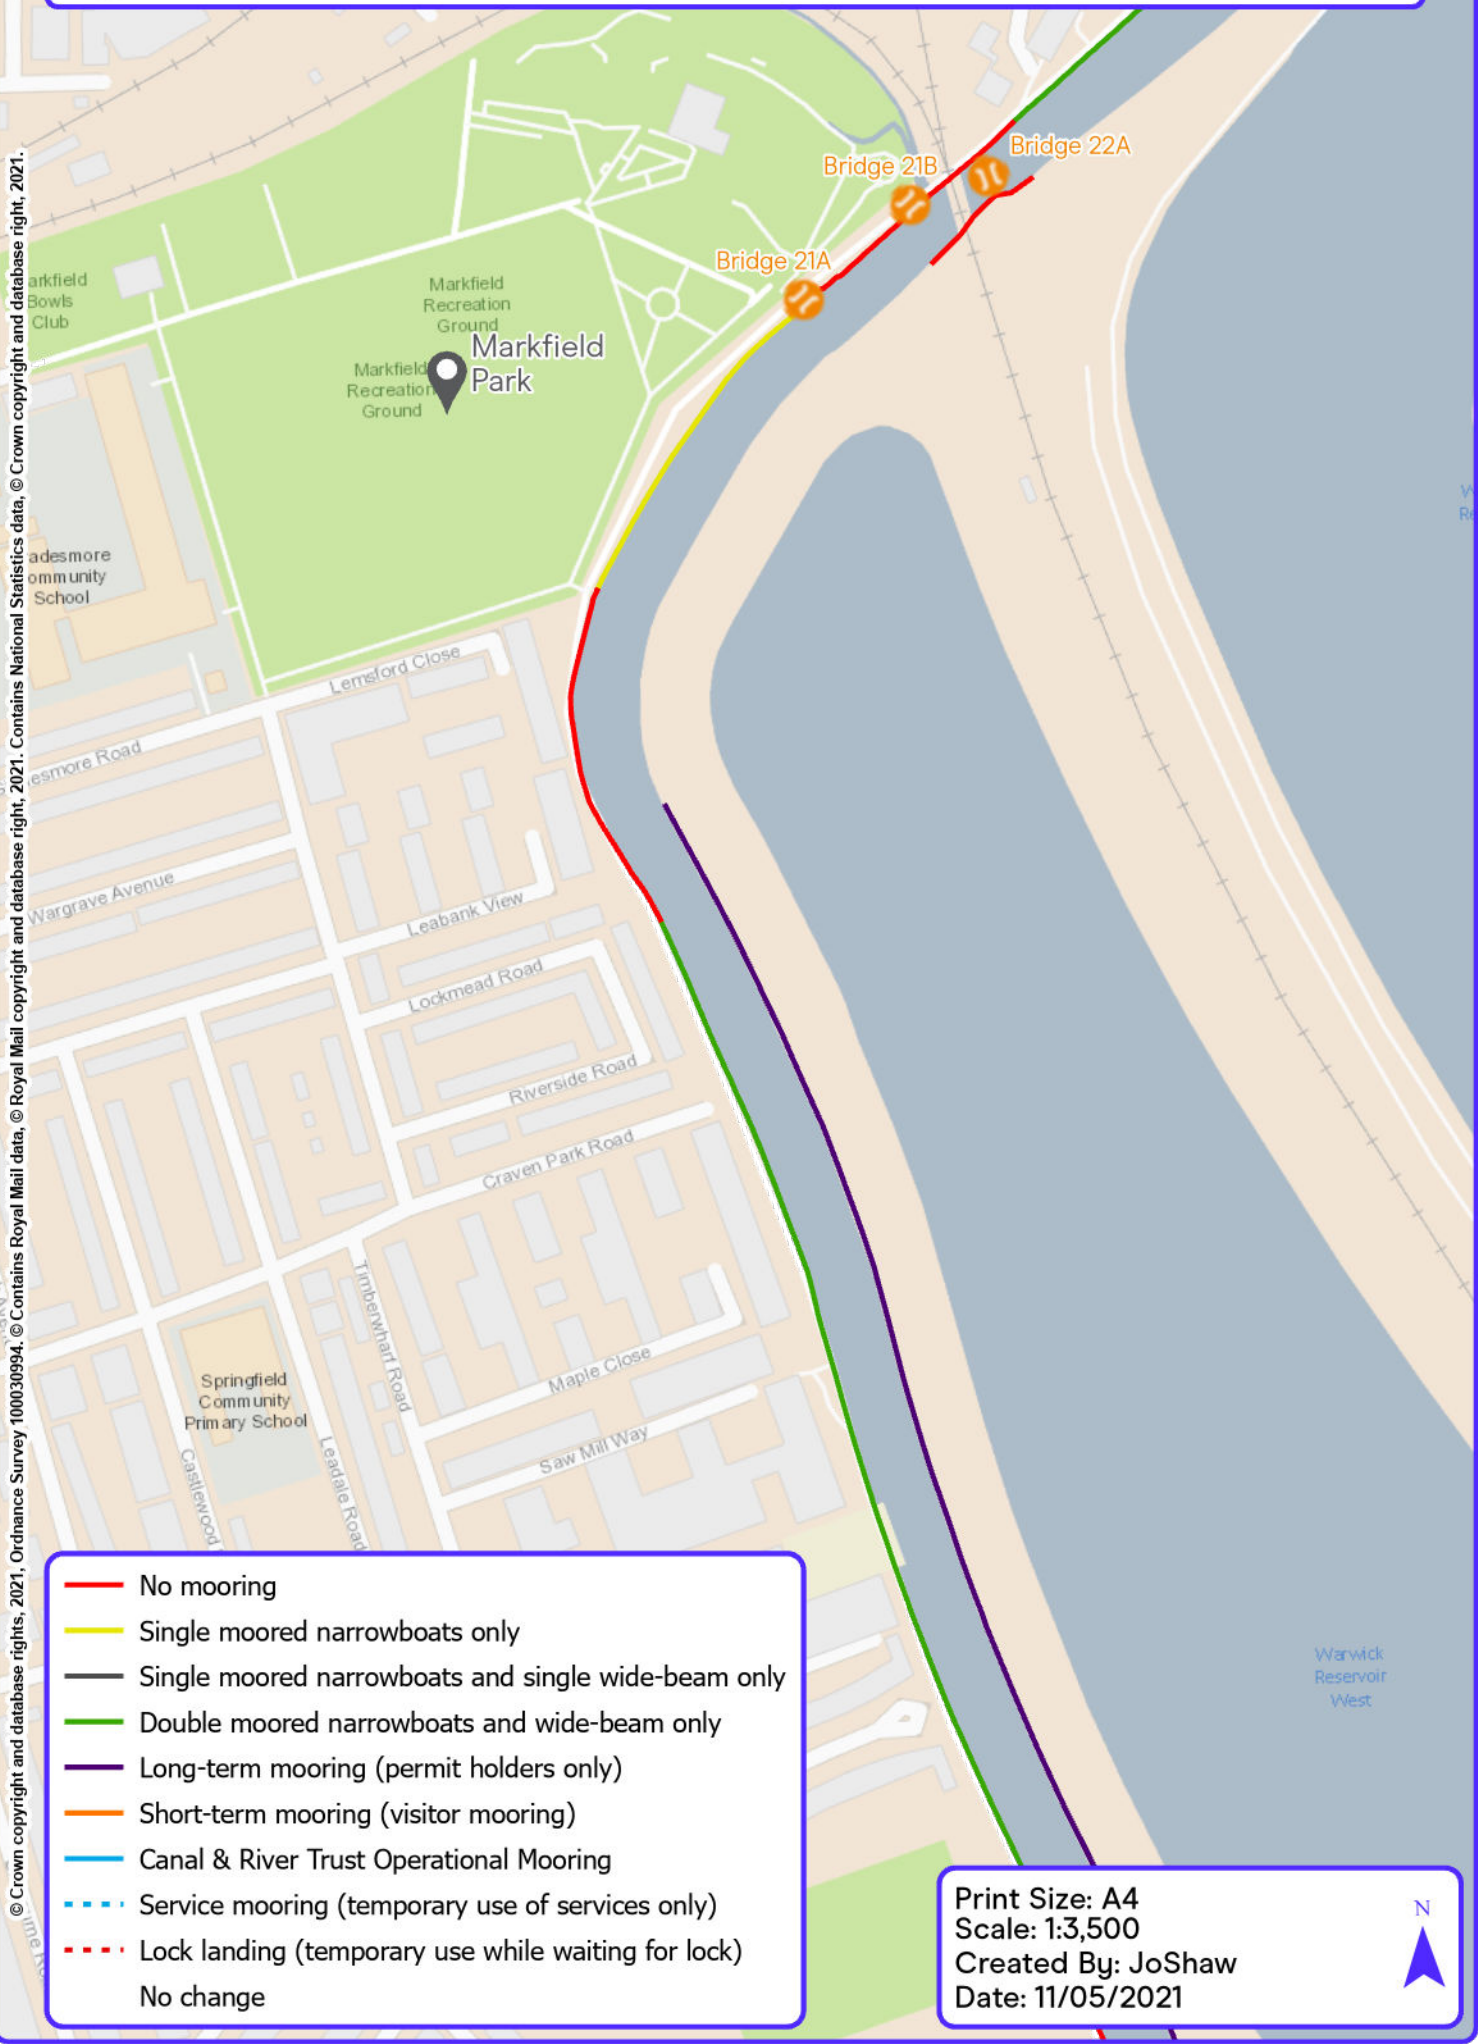 © Crown copyright and database rights, 2021, Ordnance Survey 100030994. © Contains Royal Mail data, © Royal Mail copyright and database right, 2021. Contains National Statistics data, © Crown copyright and database right, 2021.
Bridge 22A
Bridge 21B
Bridge 21A
arkfield
Bowls
Club
Markfield
Recreation
Ground
Markfield
Park
Markfield
Recreation
Ground
adesmore
ommunity
School
Lemsford Close
esmore Road
Wargrave Avenue
Leabank View
Lockmead Road
Riverside Road
Craven Park Road
Timberwharf Road
Maple Close
Saw Mill Way
Springfield
Community
Primary School
Castlewood
Leadale Road
Warwick
Reservoir
West
W
Re
No mooring
Single moored narrowboats only
Single moored narrowboats and single wide-beam only
Double moored narrowboats and wide-beam only
Long-term mooring (permit holders only)
Short-term mooring (visitor mooring)
Canal & River Trust Operational Mooring
Service mooring (temporary use of services only)
Lock landing (temporary use while waiting for lock)
No change
Print Size: A4
Scale: 1:3,500
Created By: JoShaw
Date: 11/05/2021
N